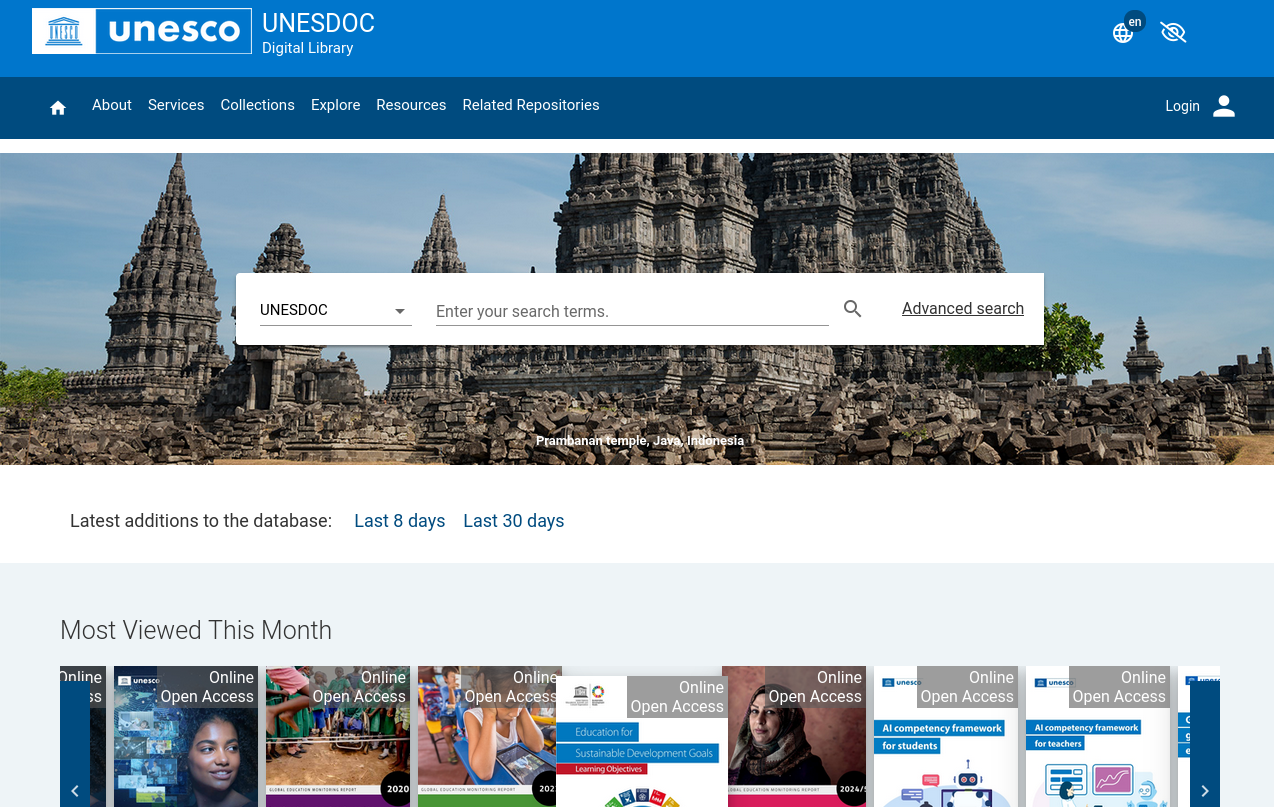 unesco
UNESDOC
Digital Library
en
About Services Collections Explore Resources Related Repositories
Login
UNESDOC
Enter your search terms.
Advanced search
Prambanan temple, Java, Indonesia
Latest additions to the database: Last 8 days Last 30 days
Most Viewed This Month
Online
Online
Open Access
unesco
Online
Open Access
GLOBAL EDUCATION MONITORING REPORT
2020
Online
Open Access
GLOBAL EDUCATION MONITORING REPORT
Online
Open Access
Education for
Sustainable Development Goals
Learning Objectives
Online
Open Access
GLOBAL EDUCATION MONITORING REPORT
2024/5
unesco
Online
Open Access
AI competency framework
for students
unesco
Online
Open Access
AI competency framework
for teachers